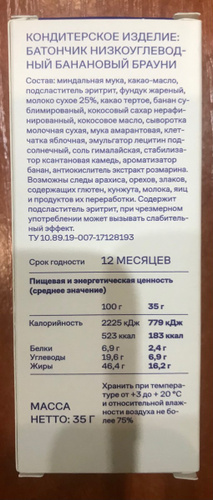 КОНДИТЕРСКОЕ ИЗДЕЛИЕ:
БАТОНЧИК НИЗКОУГЛЕВОД-
НЫЙ БАНАНОВЫЙ БРАУНИ
Состав: миндальная мука, какао-масло,
подсластитель эритрит, фундук жареный,
молоко сухое 25%, какао тертое, банан су-
блимированный, кокосовый сахар нерафи-
нированный, кокосовое масло, сыворотка
молочная сухая, мука амарантовая, клет-
чатка яблочная, эмульгатор лецитин под-
солнечный, соль гималайская, стабилиза-
тор ксантановая камедь, ароматизатор
банан, антиокислитель экстракт розмарина.
Возможны следы арахиса, орехов, злаков,
содержащих глютен, кунжута, молока, яиц
и продуктов их переработки. Содержит
подсластитель эритрит, при чрезмерном
употреблении может вызывать слабитель-
ный эффект.
ТУ 10.89.19-007-17128193
Срок годности 12 МЕСЯЦЕВ
Пищевая и энергетическая ценность
(среднее значение)
100 г 35 г
Калорийность 2225 кДж 779 кДж
523 ккал 183 ккал
Белки 6,9 г 2,4 г
Углеводы 19,6 г 6,9 г
Жиры 46,4 г 16,2 г
МАССА
НЕТТО: 35 Г
Хранить при темпера-
туре от +3 до + 20 °С
и относительной влаж-
ности воздуха не бо-
лее 75%